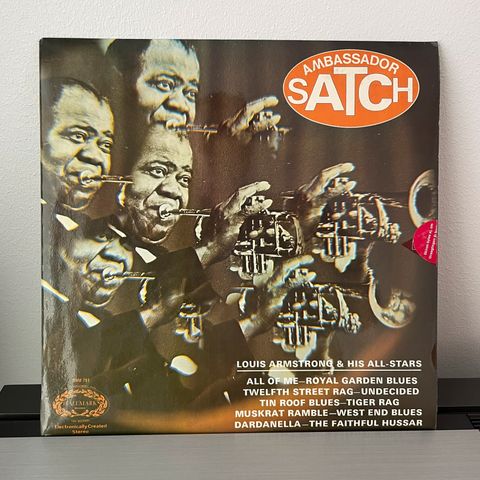 AMBASSADOR
SATCH
LOUIS ARMSTRONG & HIS ALL-STARS
ALL OF ME—ROYAL GARDEN BLUES
TWELFTH STREET RAG—UNDECIDED
TIN ROOF BLUES—TIGER RAG
MUSKRAT RAMBLE—WEST END BLUES
DARDANELLA—THE FAITHFUL HUSSAR
HALLMARK
Electronically Created
Stereo